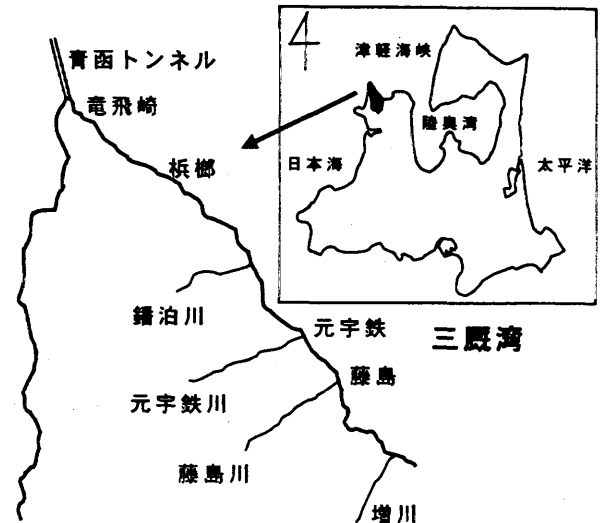 青函トンネル
竜飛崎
梹榔
鐇泊川
元宇鉄
三厩湾
藤島
元宇鉄川
藤島川
増川
津軽海峡
陸奥湾
日本海
太平洋